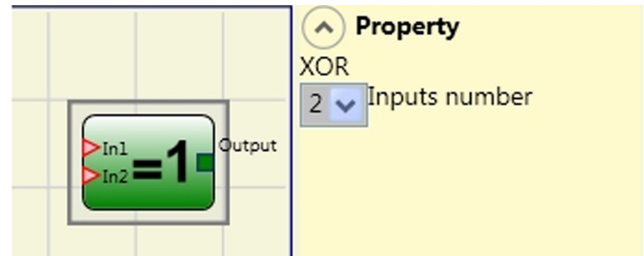 In1
In2
=1
Output
Property
XOR
2
Inputs number